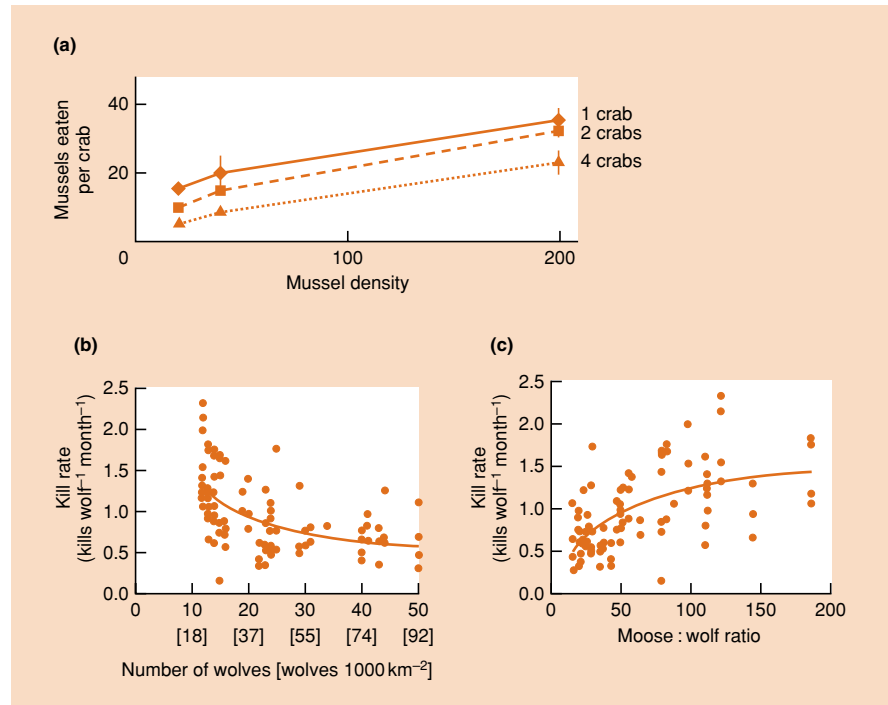 (a)
Mussels eaten
per crab
40
20
0
100
200
1 crab
2 crabs
4 crabs
Mussel density
(b)
Kill rate
(kills wolf⁻¹ month⁻¹)
2.5
2.0
1.5
1.0
0.5
0.0
0 10 20 30 40 50
[18] [37] [55] [74] [92]
Number of wolves [wolves 1000 km⁻²]
(c)
Kill rate
(kills wolf⁻¹ month⁻¹)
2.5
2.0
1.5
1.0
0.5
0.0
0 50 100 150 200
Moose : wolf ratio